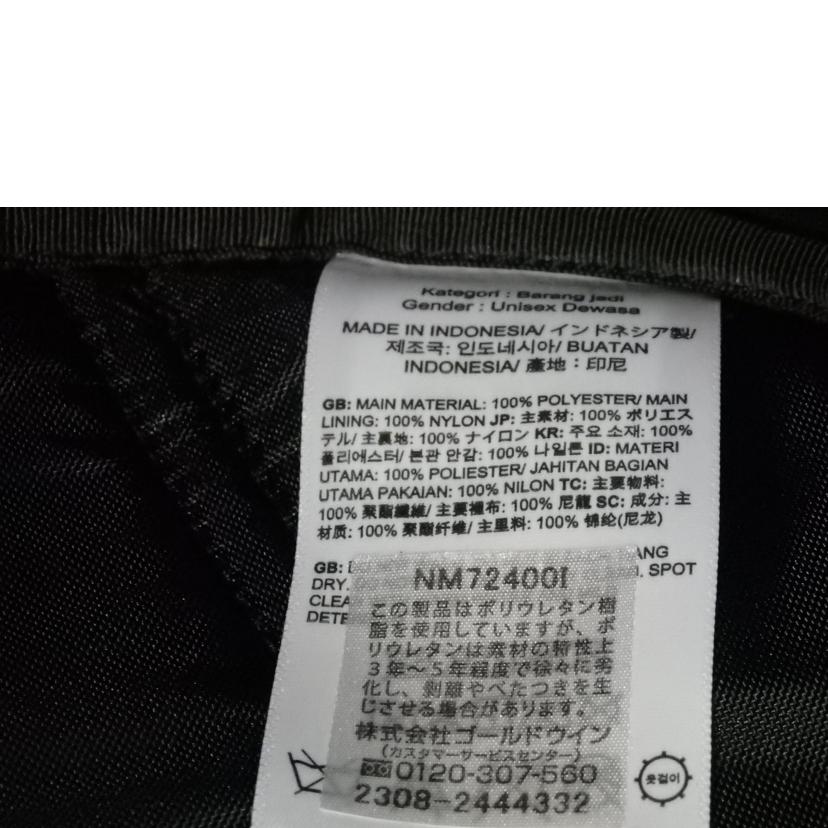 Kategori : Barang jadi
Gender : Unisex Dewasa
MADE IN INDONESIA/ インドネシア製/
제조국: 인도네시아/ BUATAN
INDONESIA/ 產地：印尼
GB: MAIN MATERIAL: 100% POLYESTER/ MAIN
LINING: 100% NYLON JP: 主素材: 100% ポリエス
テル/ 主裏地: 100% ナイロン KR: 주요 소재: 100%
폴리에스터/ 본관 안감: 100% 나일론 ID: MATERI
UTAMA: 100% POLIESTER/ JAHITAN BAGIAN
UTAMA PAKAIAN: 100% NILON TC: 主要物料:
100% 聚酯纖維/ 主要襯布: 100% 尼龍 SC: 成分: 主
材质: 100% 聚酯纤维/ 主里料: 100% 锦纶(尼龙)
GB:
DRY. SPOT
NM72400I
この製品はポリウレタン樹
脂を使用していますが、ポ
リウレタンは素材の特性上
3年～5年程度で徐々に劣
化し、剥離やべたつきを生
じさせる場合があります。
株式会社ゴールドウイン
(カスタマーサービスセンター)
0120-307-560
2308-2444332
옷걸이